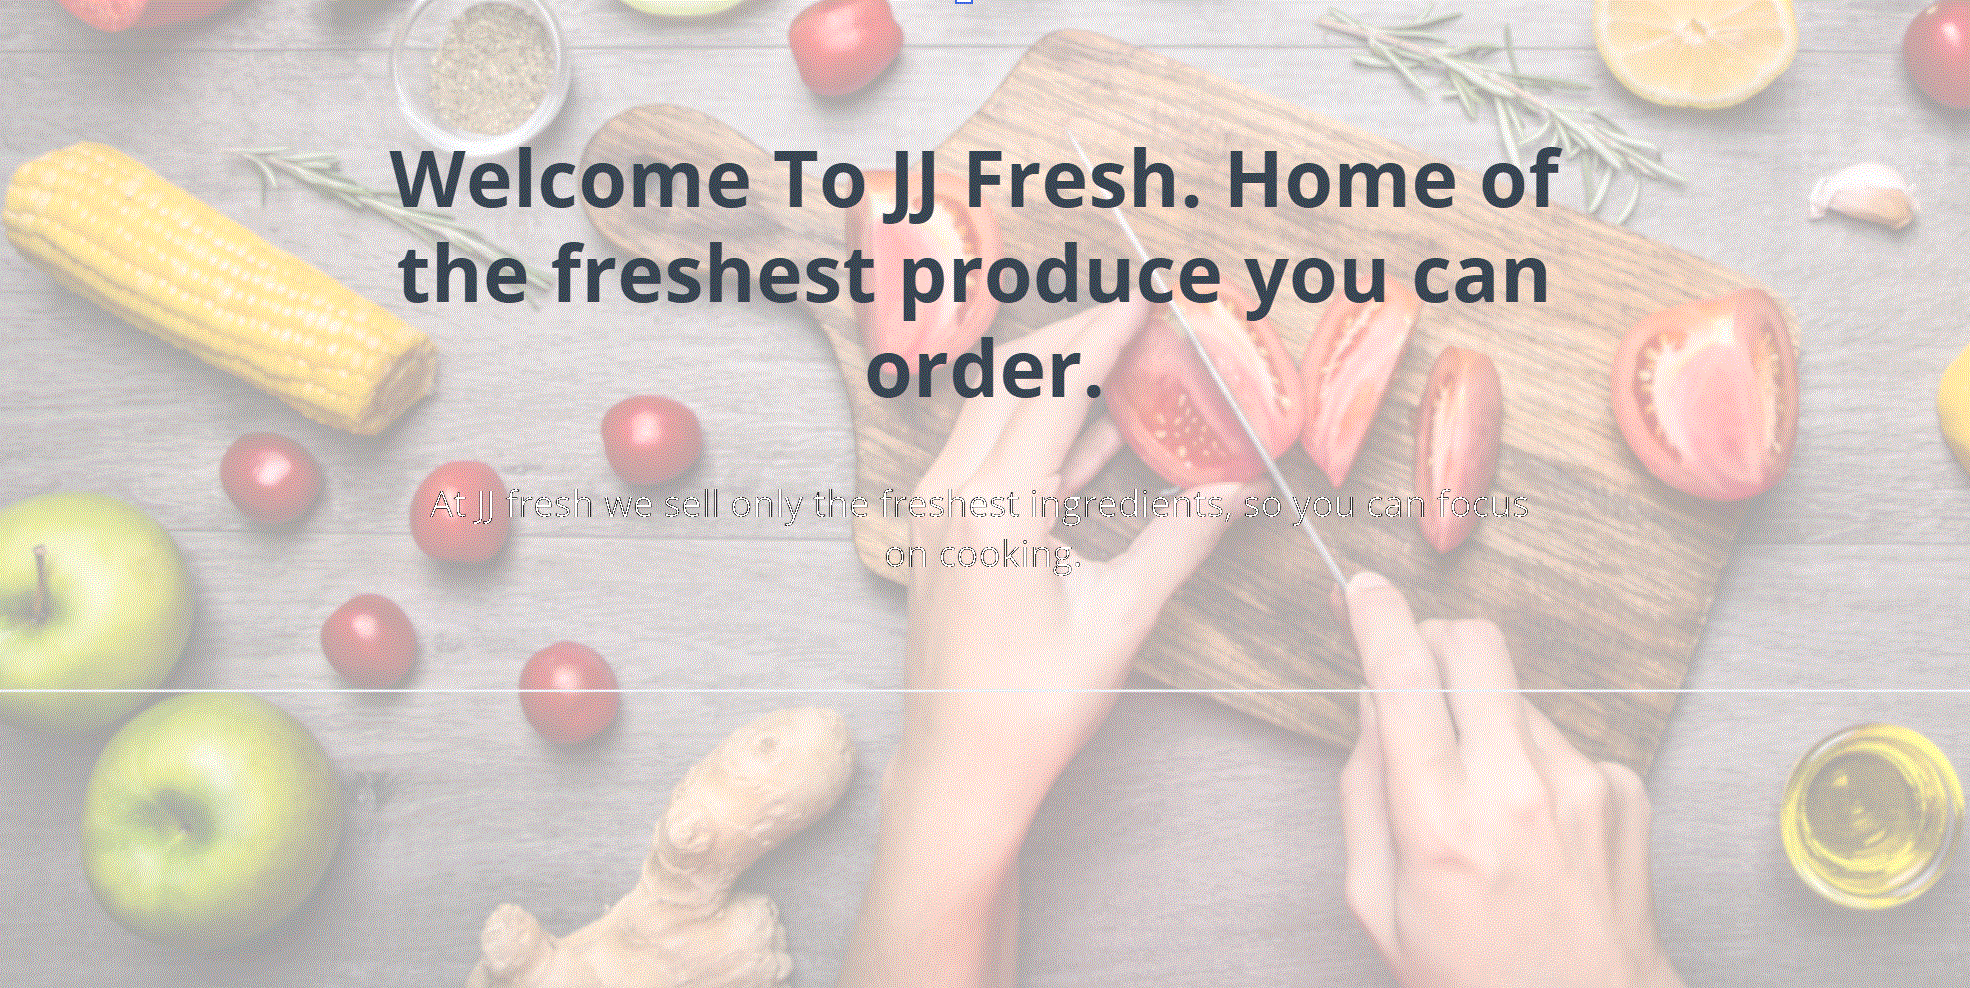 Welcome To JJ Fresh. Home of
the freshest produce you can
order.
At JJ fresh we sell only the freshest ingredients, so you can focus
on cooking.